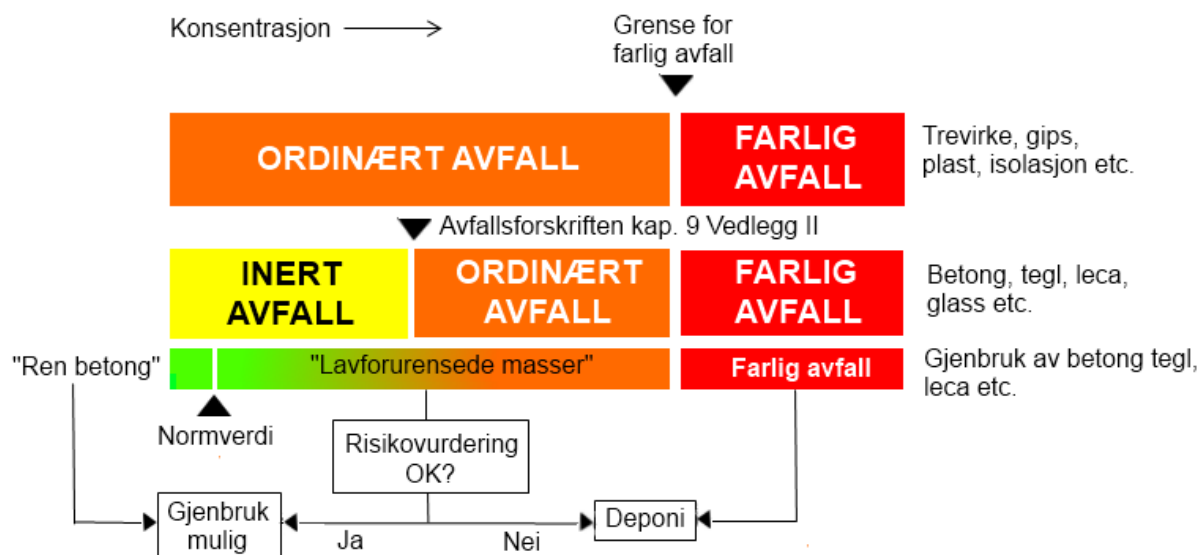 Konsentrasjon
Grense for
farlig avfall
ORDINÆRT AVFALL
FARLIG
AVFALL
Trevirke, gips,
plast, isolasjon etc.
Avfallsforskriften kap. 9 Vedlegg II
INERT
AVFALL
ORDINÆRT
AVFALL
FARLIG
AVFALL
Betong, tegl, leca,
glass etc.
"Ren betong"
"Lavforurensede masser"
Farlig avfall
Gjenbruk av betong tegl,
leca etc.
Normverdi
Risikovurdering
OK?
Gjenbruk
mulig
Ja
Nei
Deponi